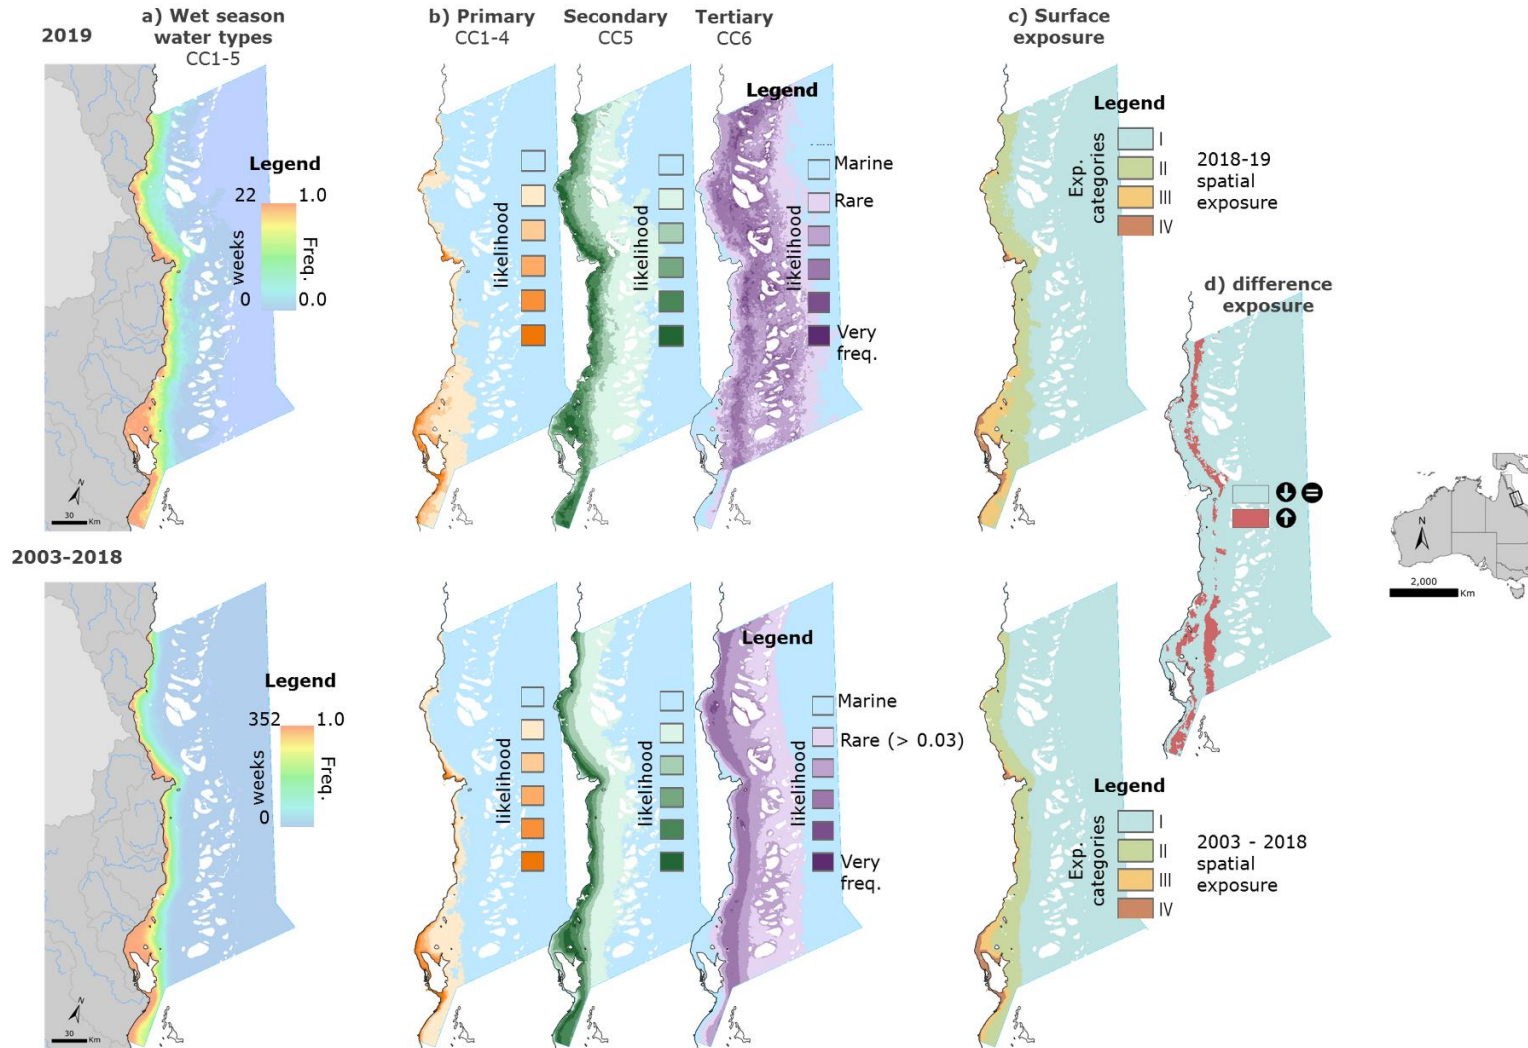 2019
a) Wet season
water types
CC1-5
b) Primary
CC1-4
Secondary
CC5
Tertiary
CC6
c) Surface
exposure
Legend
22
1.0
weeks
Freq.
0
0.0
N
30
Km
likelihood
likelihood
Legend
likelihood
Marine
Rare
Very
freq.
Legend
Exp.
categories
I
II
III
IV
2018-19
spatial
exposure
d) difference
exposure
N
2,000
Km
2003-2018
Legend
352
1.0
weeks
Freq.
0
0.0
N
30
Km
likelihood
likelihood
Legend
likelihood
Marine
Rare (> 0.03)
Very
freq.
Legend
Exp.
categories
I
II
III
IV
2003 - 2018
spatial
exposure